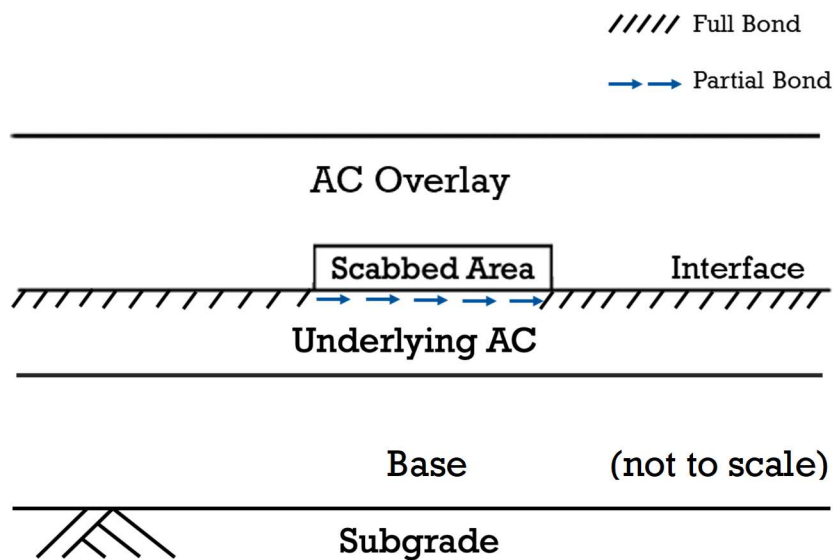 Full Bond
Partial Bond
AC Overlay
Scabbed Area
Interface
Underlying AC
Base
(not to scale)
Subgrade